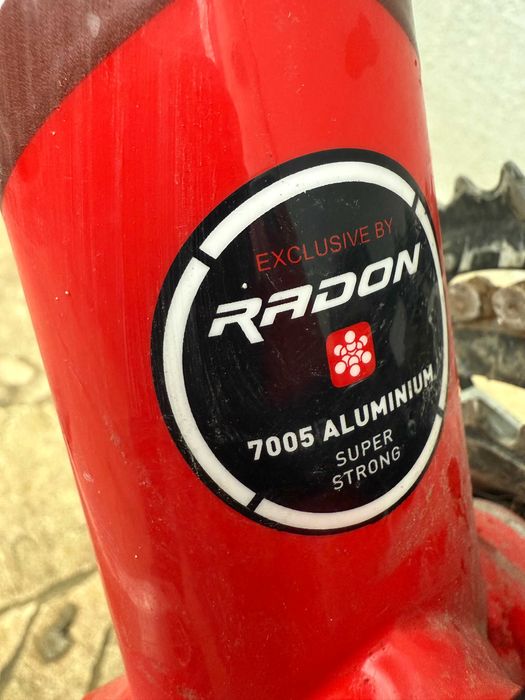 EXCLUSIVE BY
RADON
7005 ALUMINIUM
SUPER
STRONG